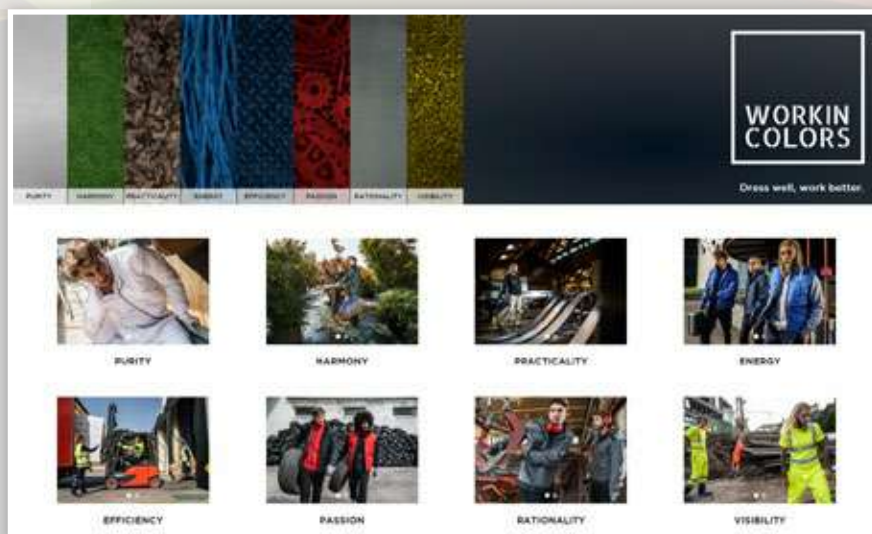 WORKIN
COLORS
Dress well, work better.
PURITY HARMONY PRACTICALITY ENERGY EFFICIENCY PASSION RATIONALITY VISIBILITY
PURITY HARMONY PRACTICALITY ENERGY
EFFICIENCY PASSION RATIONALITY VISIBILITY